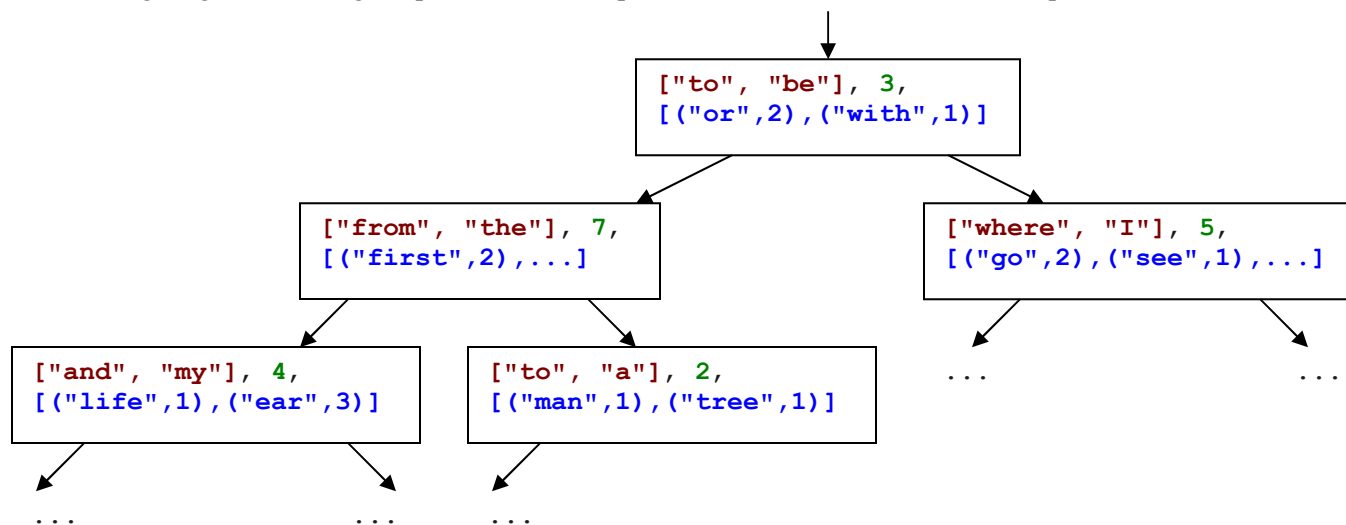 ["to", "be"], 3,
[("or",2),("with",1)]
["from", "the"], 7,
[("first",2),...]
["where", "I"], 5,
[("go",2),("see",1),...]
["and", "my"], 4,
[("life",1),("ear",3)]
["to", "a"], 2,
[("man",1),("tree",1)]
... ...
... ... ...